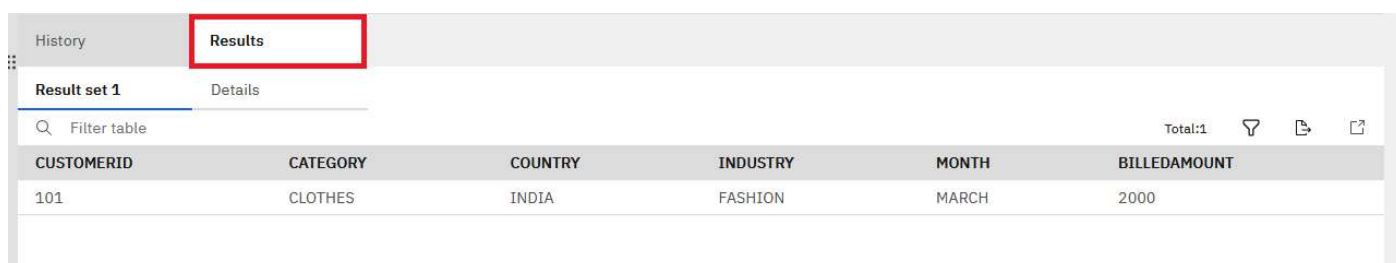 History Results
Result set 1 Details
Filter table Total:1
CUSTOMERID CATEGORY COUNTRY INDUSTRY MONTH BILLEDAMOUNT
101 CLOTHES INDIA FASHION MARCH 2000